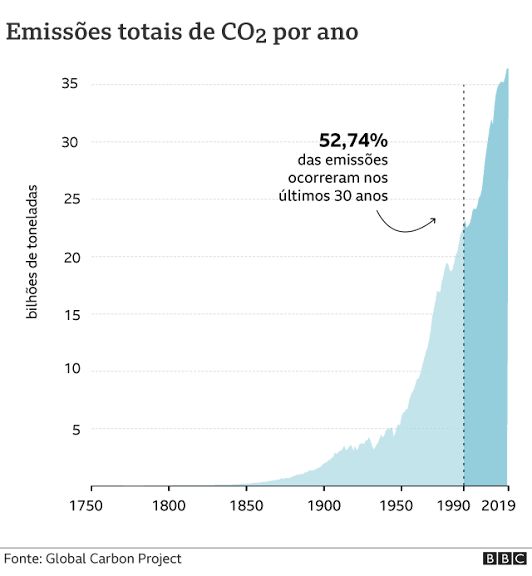 Emissões totais de CO2 por ano
35
30
25
20
15
10
5
bilhões de toneladas
52,74%
das emissões
ocorreram nos
últimos 30 anos
1750 1800 1850 1900 1950 1990 2019
Fonte: Global Carbon Project
BBC